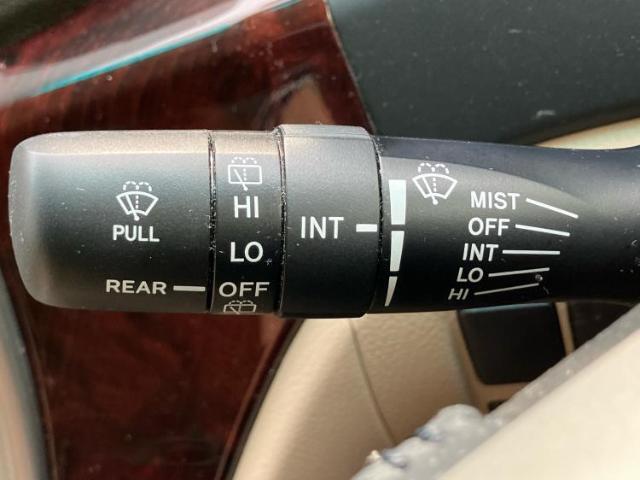 PULL
REAR
HI
LO
OFF
INT
MIST
OFF
INT
LO
HI